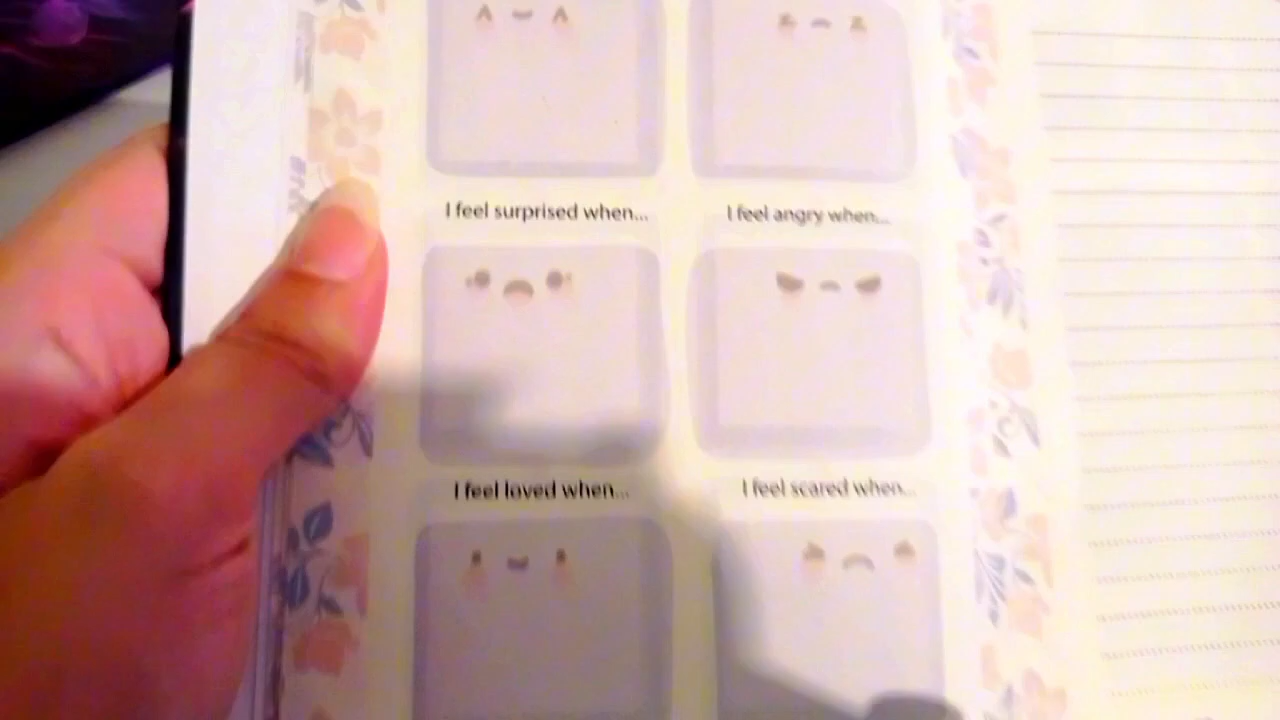 I feel surprised when...
I feel angry when...
I feel loved when...
I feel scared when...